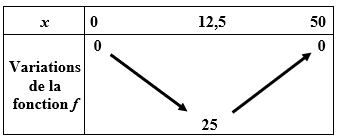 x 0 12,5 50
0 0
Variations
de la
fonction f
25